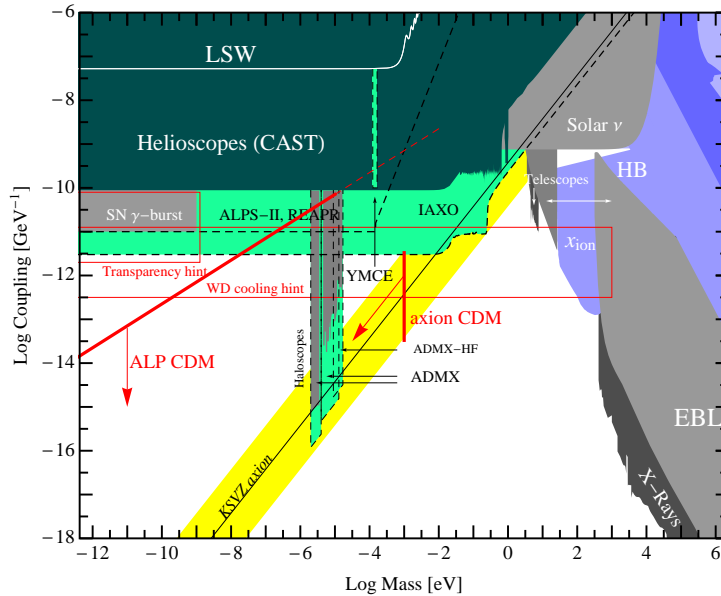 -6
-8
-10
-12
-14
-16
-18
Log Coupling [GeV⁻¹]
LSW
Helioscopes (CAST)
Solar ν
Telescopes
HB
SN γ−burst
ALPS−II, REAPR
IAXO
x_ion
YMCE
Transparency hint
WD cooling hint
axion CDM
ALP CDM
ADMX−HF
ADMX
Haloscopes
EBL
X−Rays
KSVZ axion
-12 -10 -8 -6 -4 -2 0 2 4 6
Log Mass [eV]